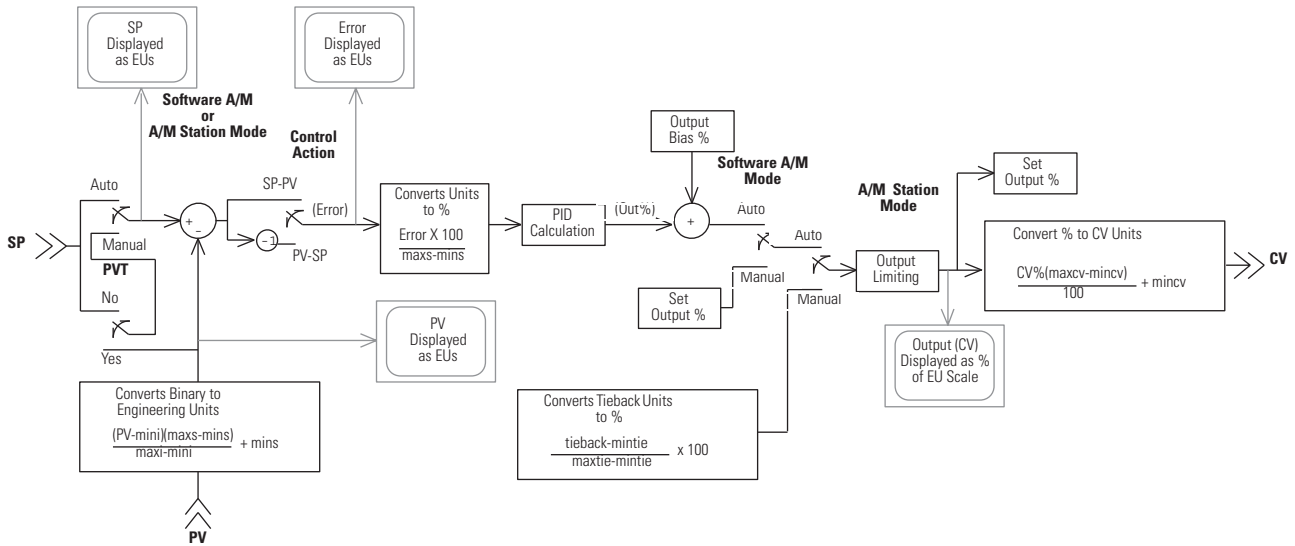 SP
Displayed
as EUs
Error
Displayed
as EUs
Software A/M
or
A/M Station Mode
Control
Action
Output
Bias %
Software A/M
Mode
A/M Station
Mode
Set
Output %
Auto
SP-PV
(Error)
Converts Units
to %
Error X 100
maxs-mins
PID
Calculation
(Out%)
+
Auto
Auto
Convert % to CV Units
CV%(maxcv-mincv)
100
+ mincv
CV
SP
+
-
Manual
PVT
-1
PV-SP
Manual
Output
Limiting
Manual
No
Set
Output %
PV
Displayed
as EUs
Output (CV)
Displayed as %
of EU Scale
Yes
Converts Binary to
Engineering Units
(PV-mini)(maxs-mins)
maxi-mini
+ mins
Converts Tieback Units
to %
tieback-mintie
maxtie-mintie
x 100
PV